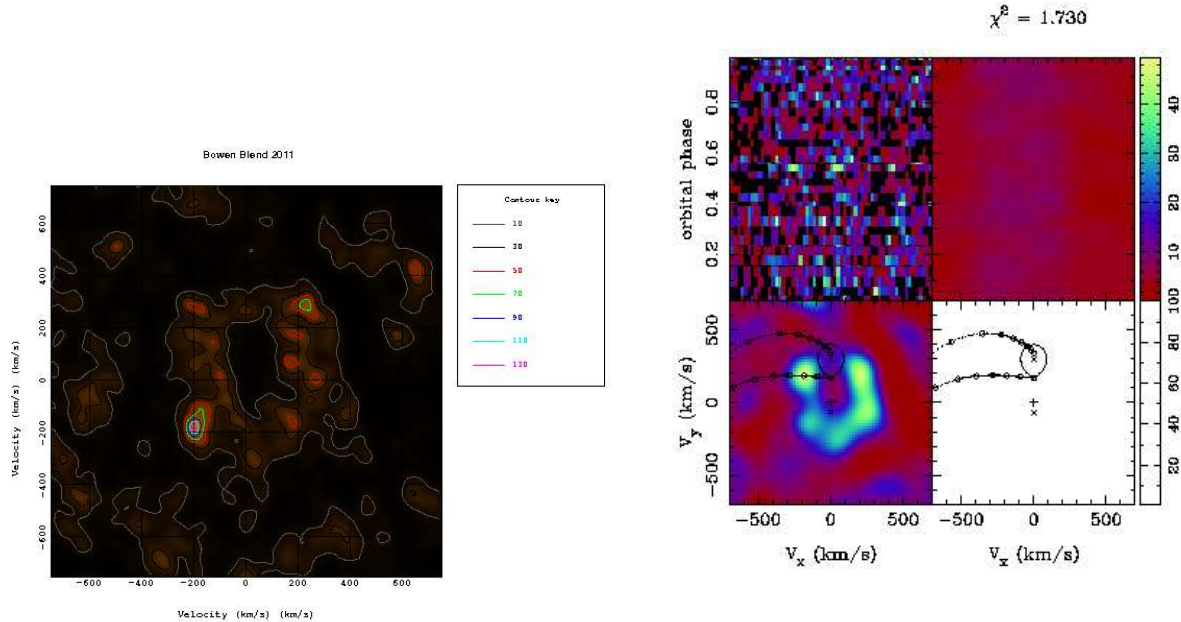 Bowen Blend 2011
Velocity (km/s) (km/s)
600
400
200
0
-200
-400
-600
-600 -400 -200 0 200 400 600
Velocity (km/s) (km/s)
Contour key
10
30
50
70
90
110
130
χ² = 1.730
orbital phase
0.8
0.6
0.4
0.2
40
30
20
10
V_y (km/s)
500
0
−500
100
80
60
40
20
−500 0 500
−500 0 500
V_x (km/s)
V_x (km/s)